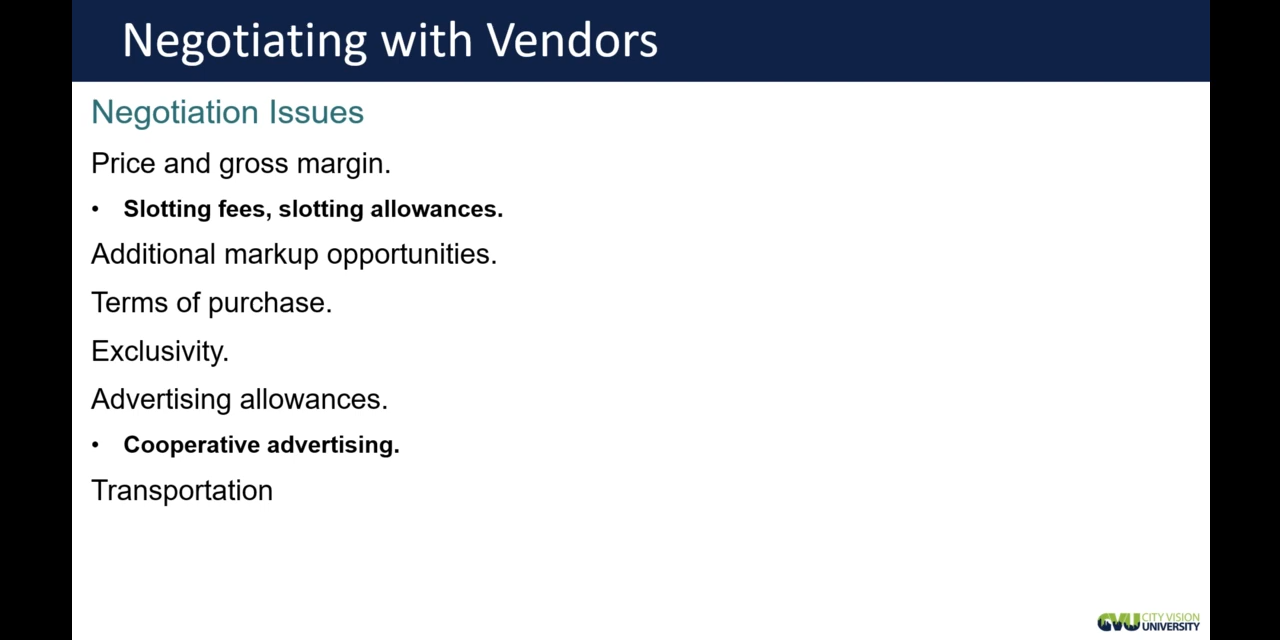 Negotiating with Vendors
Negotiation Issues
Price and gross margin.
• Slotting fees, slotting allowances.
Additional markup opportunities.
Terms of purchase.
Exclusivity.
Advertising allowances.
• Cooperative advertising.
Transportation
CVU CITY VISION
UNIVERSITY